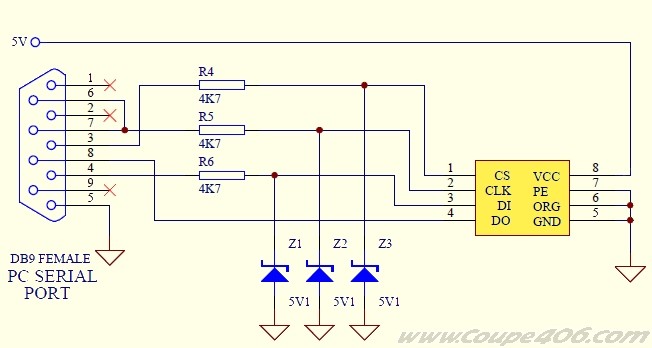 5V
1
6
2
7
3
8
4
9
5
R4
4K7
R5
4K7
R6
4K7
1 CS VCC 8
2 CLK PE 7
3 DI ORG 6
4 DO GND 5
DB9 FEMALE
PC SERIAL
PORT
Z1 Z2 Z3
5V1 5V1 5V1
www.Coupe406.com